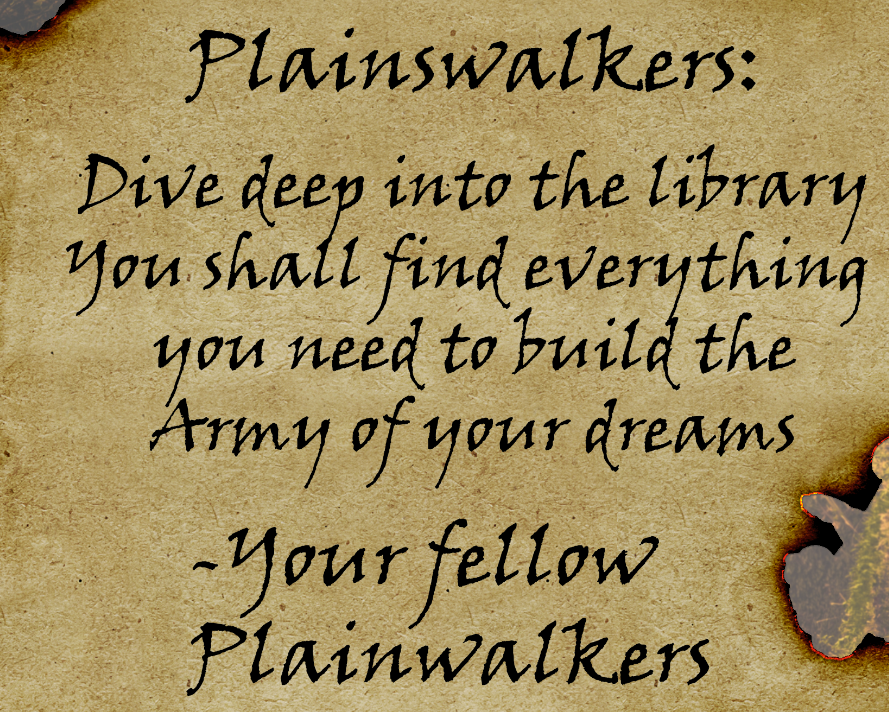 Plainswalkers:
Dive deep into the library
You shall find everything
you need to build the
Army of your dreams
~Your fellow
Plainwalkers